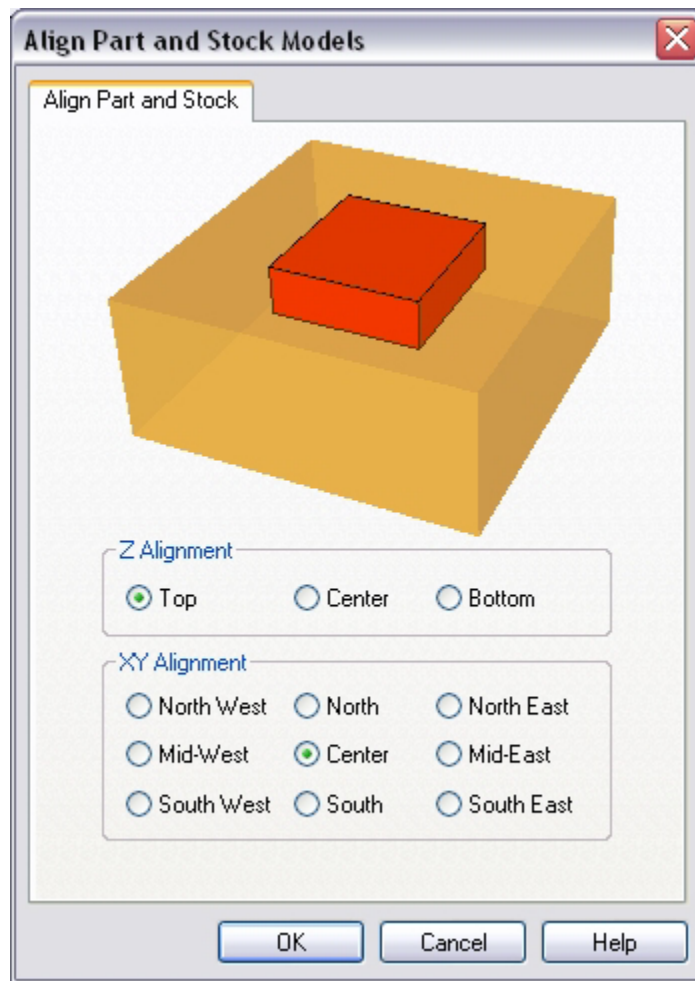 Align Part and Stock Models
Align Part and Stock
Z Alignment
Top Center Bottom
XY Alignment
North West North North East
Mid-West Center Mid-East
South West South South East
OK Cancel Help